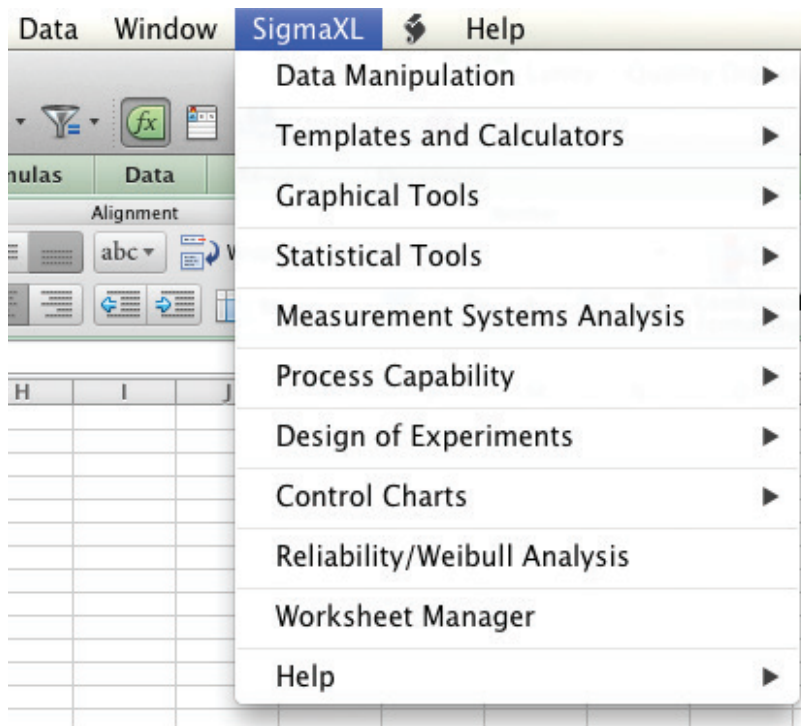 Data Window SigmaXL Help
Data Manipulation
Templates and Calculators
Graphical Tools
Statistical Tools
Measurement Systems Analysis
Process Capability
Design of Experiments
Control Charts
Reliability/Weibull Analysis
Worksheet Manager
Help
fx
Data
Alignment
abc
H I J